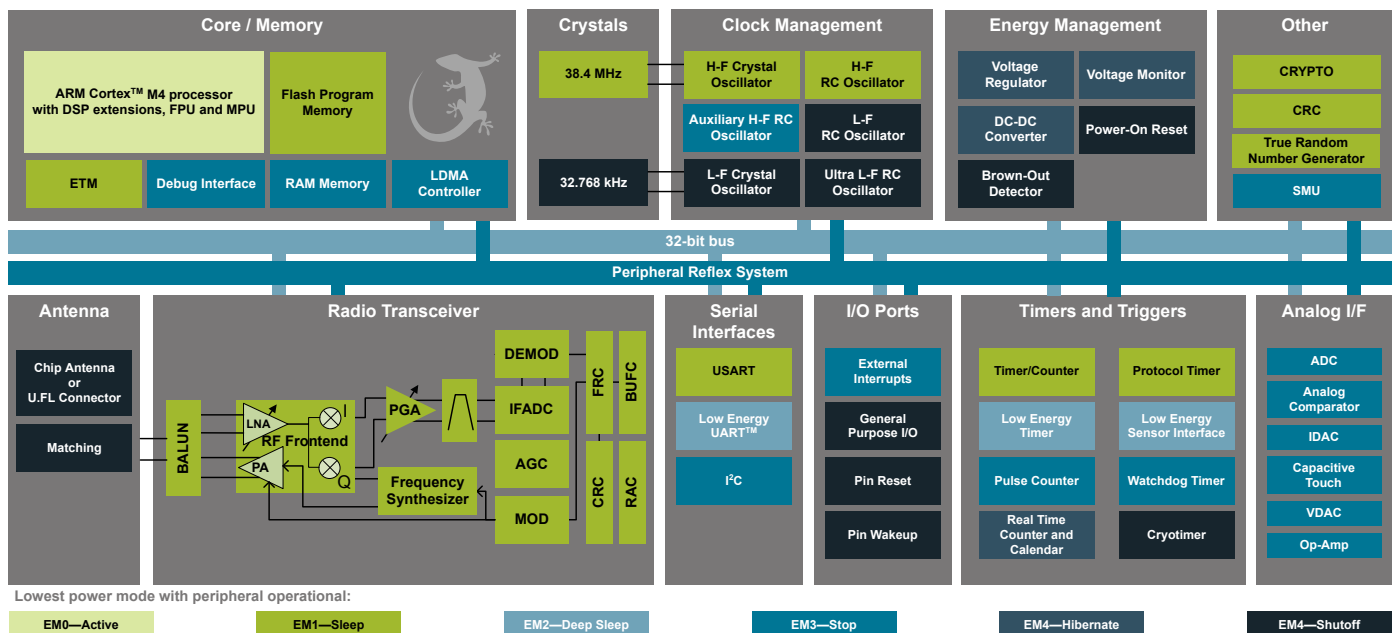 Core / Memory
ARM Cortex™ M4 processor
with DSP extensions, FPU and MPU
Flash Program
Memory
ETM
Debug Interface
RAM Memory
LDMA
Controller
Crystals
38.4 MHz
32.768 kHz
Clock Management
H-F Crystal
Oscillator
H-F
RC Oscillator
Auxiliary H-F RC
Oscillator
L-F
RC Oscillator
L-F Crystal
Oscillator
Ultra L-F RC
Oscillator
Energy Management
Voltage
Regulator
Voltage Monitor
DC-DC
Converter
Power-On Reset
Brown-Out
Detector
Other
CRYPTO
CRC
True Random
Number Generator
SMU
32-bit bus
Peripheral Reflex System
Antenna
Chip Antenna
or
U.FL Connector
Matching
Radio Transceiver
BALUN
LNA
RF Frontend
PA
I
Q
PGA
Frequency
Synthesizer
DEMOD
IFADC
AGC
MOD
FRC
BUFC
CRC
RAC
Serial
Interfaces
USART
Low Energy
UART™
I²C
I/O Ports
External
Interrupts
General
Purpose I/O
Pin Reset
Pin Wakeup
Timers and Triggers
Timer/Counter
Protocol Timer
Low Energy
Timer
Low Energy
Sensor Interface
Pulse Counter
Watchdog Timer
Real Time
Counter and
Calendar
Cryotimer
Analog I/F
ADC
Analog
Comparator
IDAC
Capacitive
Touch
VDAC
Op-Amp
Lowest power mode with peripheral operational:
EM0—Active
EM1—Sleep
EM2—Deep Sleep
EM3—Stop
EM4—Hibernate
EM4—Shutoff